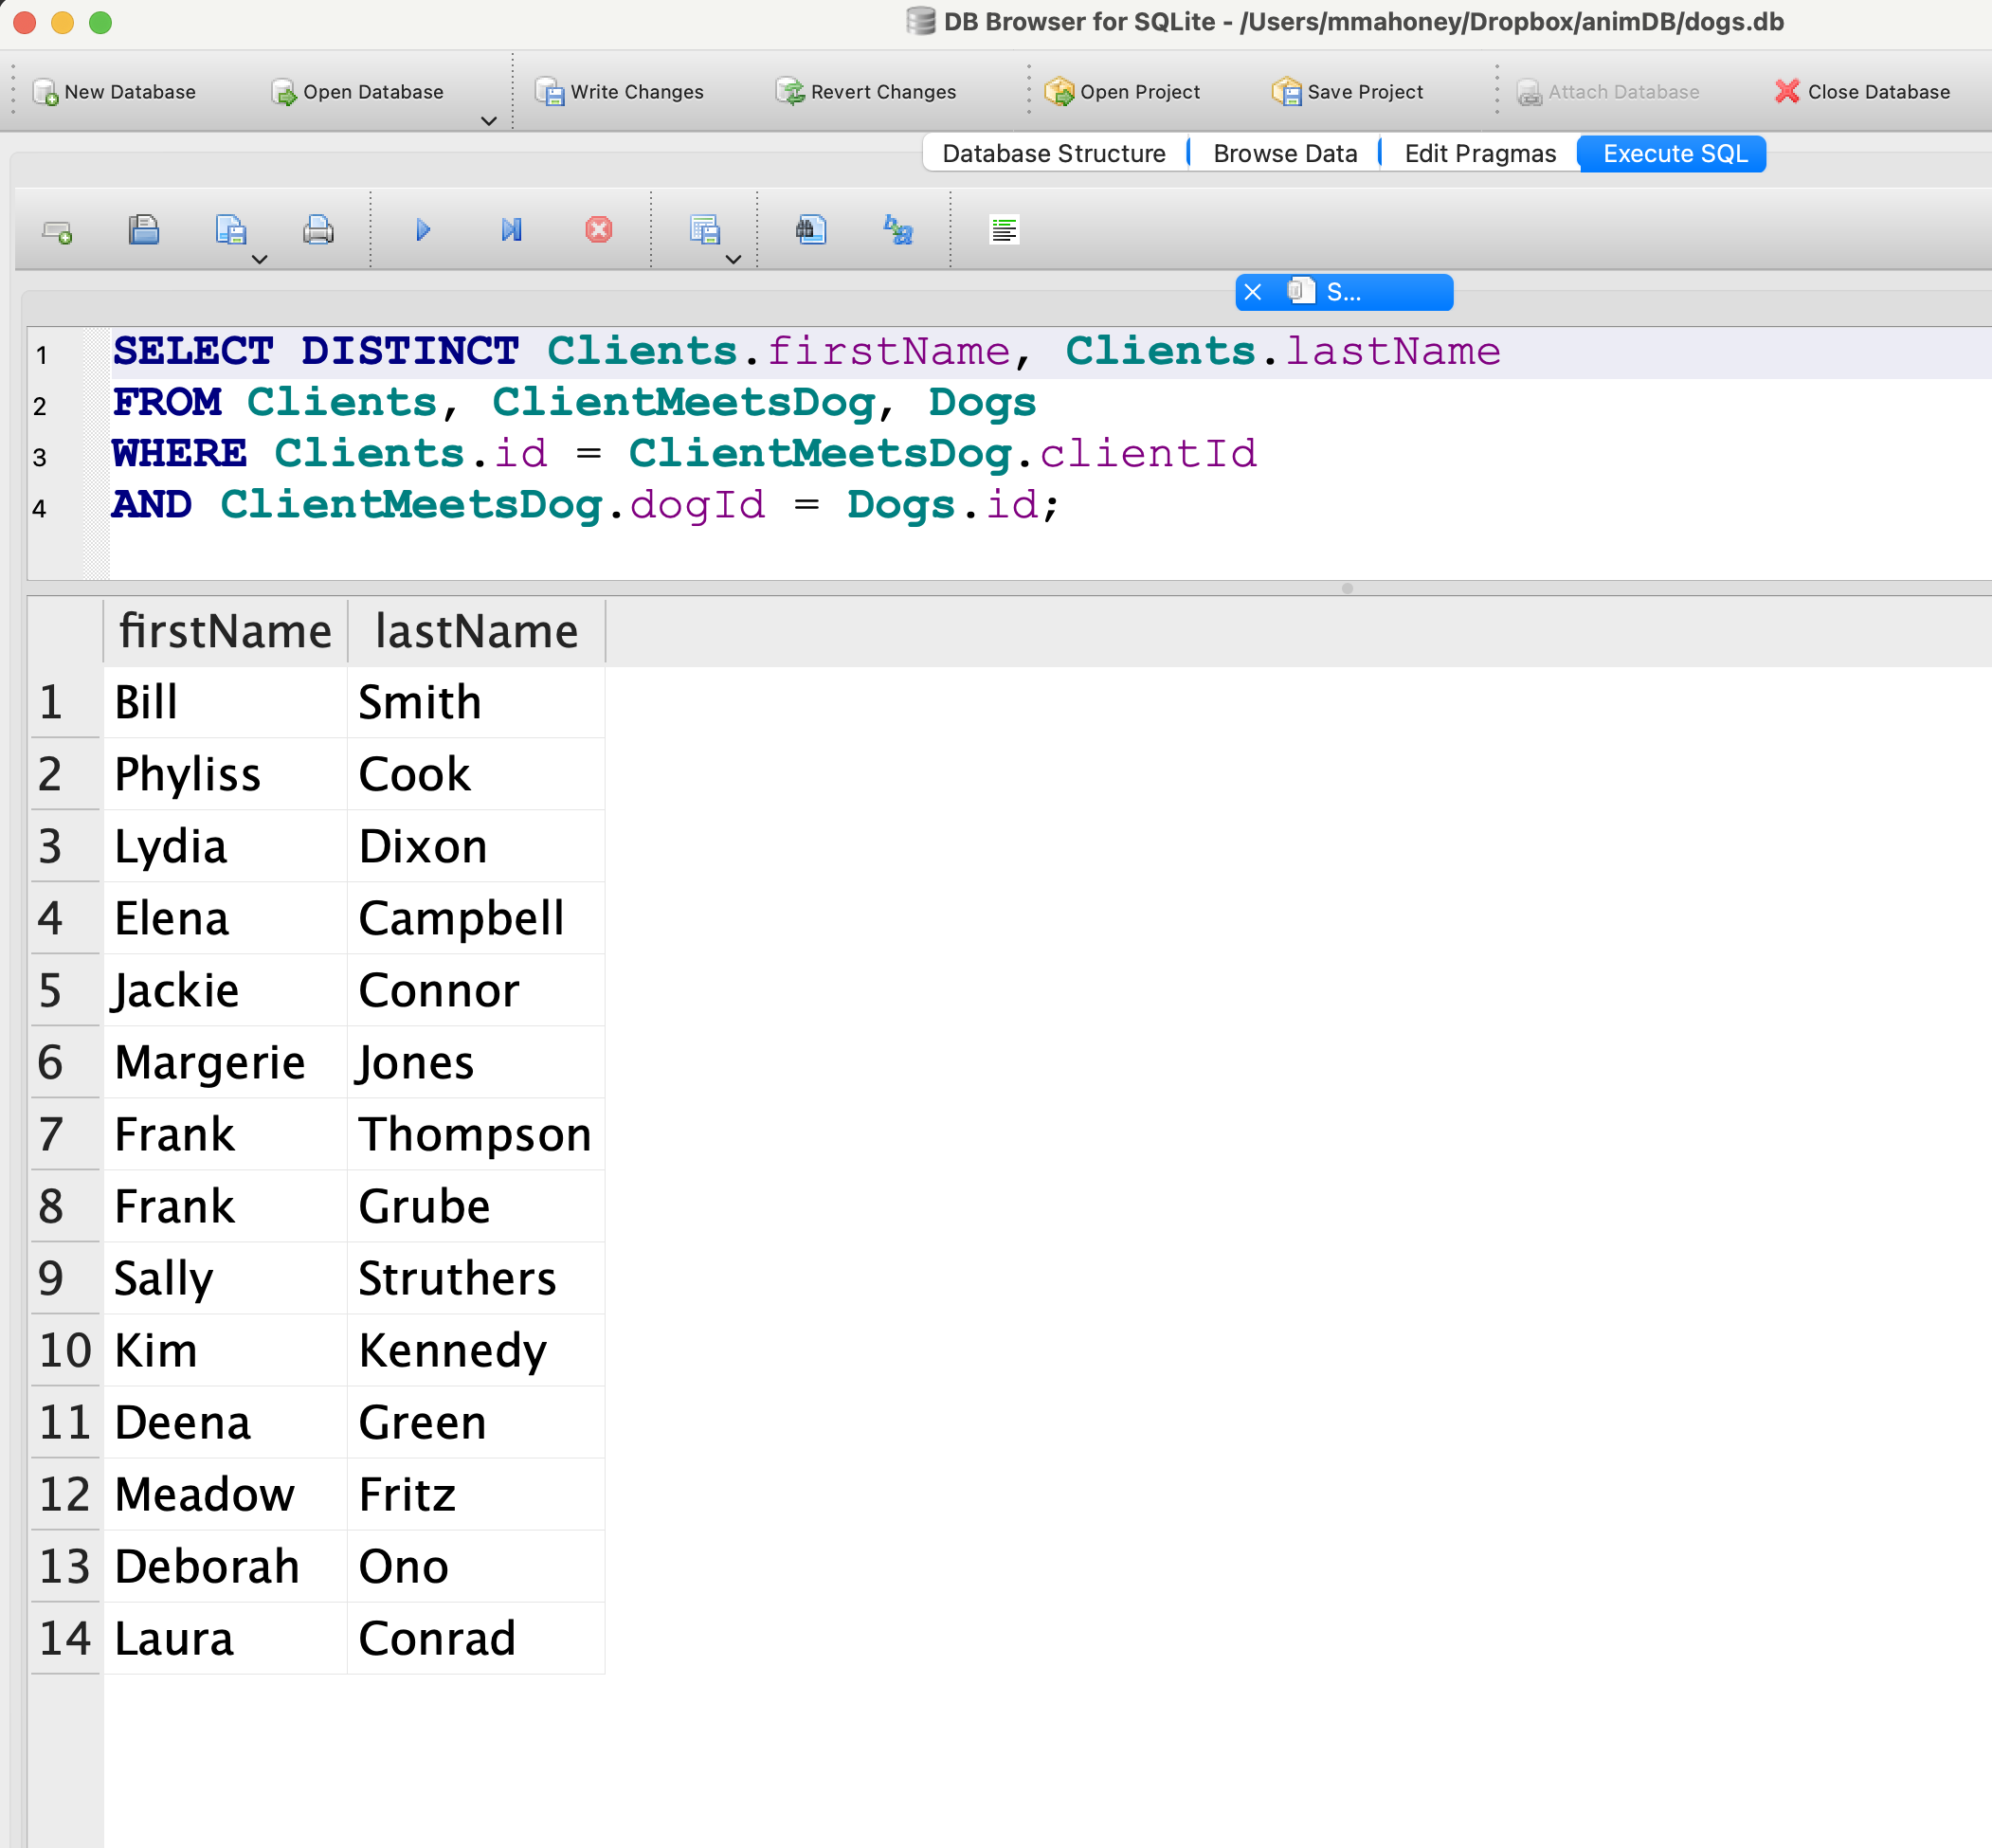 DB Browser for SQLite - /Users/mmahoney/Dropbox/animDB/dogs.db
New Database Open Database Write Changes Revert Changes Open Project Save Project Attach Database Close Database
Database Structure Browse Data Edit Pragmas Execute SQL
S...
1 SELECT DISTINCT Clients.firstName, Clients.lastName
2 FROM Clients, ClientMeetsDog, Dogs
3 WHERE Clients.id = ClientMeetsDog.clientId
4 AND ClientMeetsDog.dogId = Dogs.id;
firstName lastName
1 Bill Smith
2 Phyliss Cook
3 Lydia Dixon
4 Elena Campbell
5 Jackie Connor
6 Margerie Jones
7 Frank Thompson
8 Frank Grube
9 Sally Struthers
10 Kim Kennedy
11 Deena Green
12 Meadow Fritz
13 Deborah Ono
14 Laura Conrad